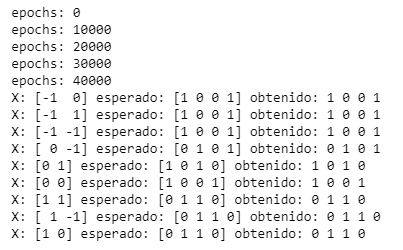 epochs: 0
epochs: 10000
epochs: 20000
epochs: 30000
epochs: 40000
X: [-1  0] esperado: [1 0 0 1] obtenido: 1 0 0 1
X: [-1  1] esperado: [1 0 0 1] obtenido: 1 0 0 1
X: [-1 -1] esperado: [1 0 0 1] obtenido: 1 0 0 1
X: [ 0 -1] esperado: [0 1 0 1] obtenido: 0 1 0 1
X: [0 1] esperado: [1 0 1 0] obtenido: 1 0 1 0
X: [0 0] esperado: [1 0 0 1] obtenido: 1 0 0 1
X: [1 1] esperado: [0 1 1 0] obtenido: 0 1 1 0
X: [ 1 -1] esperado: [0 1 1 0] obtenido: 0 1 1 0
X: [1 0] esperado: [0 1 1 0] obtenido: 0 1 1 0